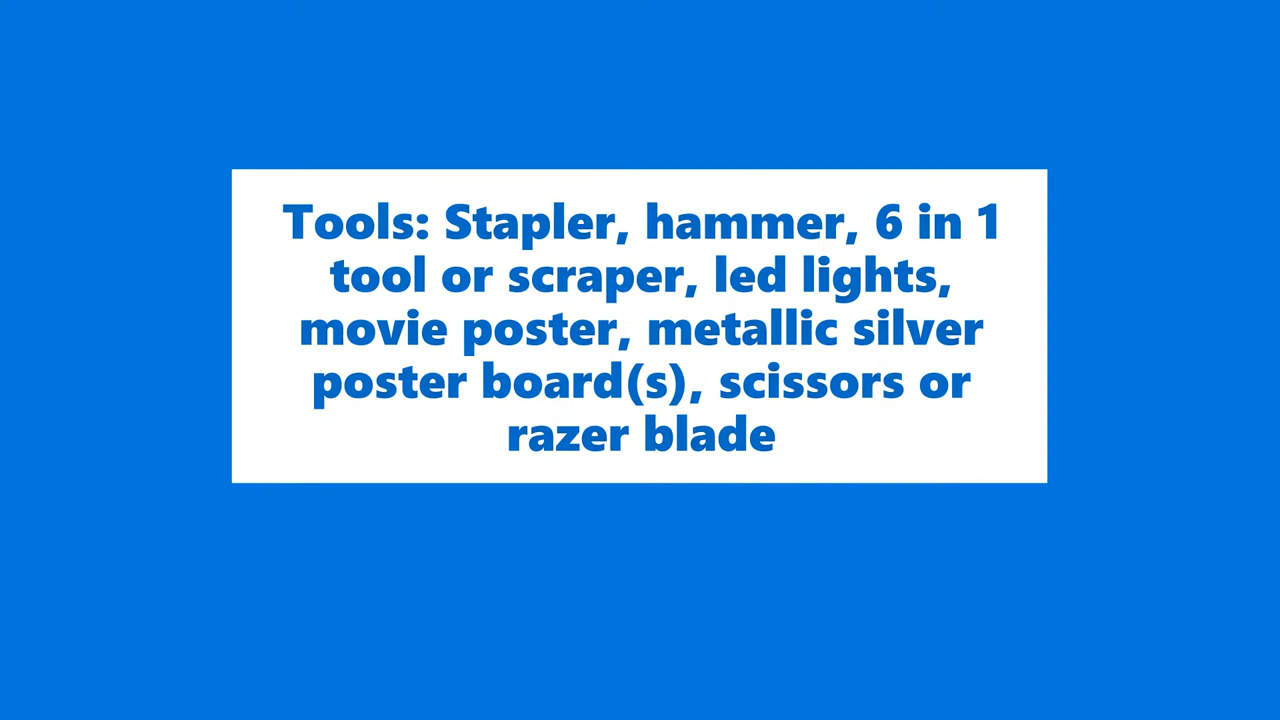 Tools: Stapler, hammer, 6 in 1
tool or scraper, led lights,
movie poster, metallic silver
poster board(s), scissors or
razer blade